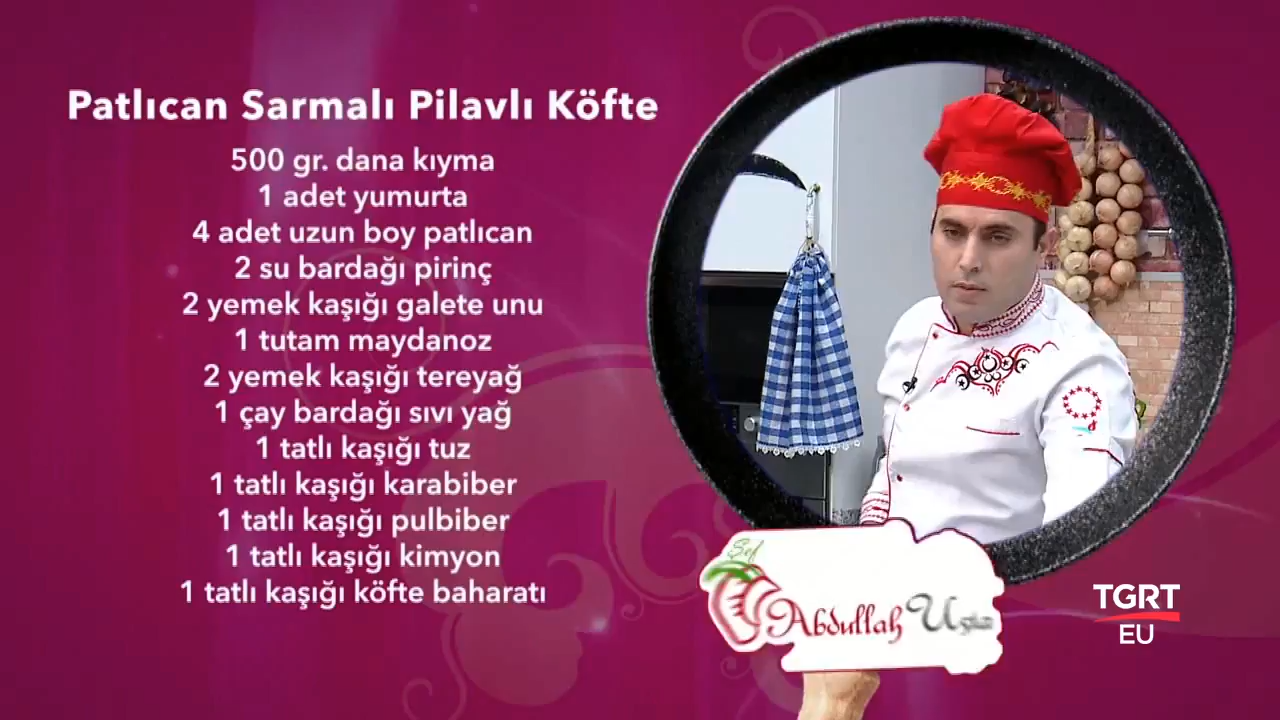 Patlıcan Sarmalı Pilavlı Köfte
500 gr. dana kıyma
1 adet yumurta
4 adet uzun boy patlıcan
2 su bardağı pirinç
2 yemek kaşığı galete unu
1 tutam maydanoz
2 yemek kaşığı tereyağ
1 çay bardağı sıvı yağ
1 tatlı kaşığı tuz
1 tatlı kaşığı karabiber
1 tatlı kaşığı pulbiber
1 tatlı kaşığı kimyon
1 tatlı kaşığı köfte baharatı
Şef
Abdullah Usta
TGRT
EU